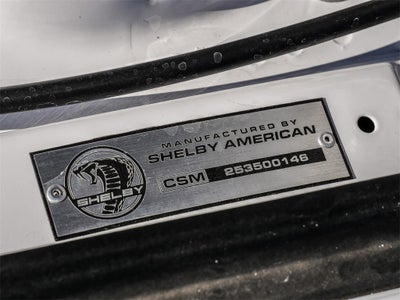 MANUFACTURED BY
SHELBY AMERICAN
SHELBY
CSM 253500146